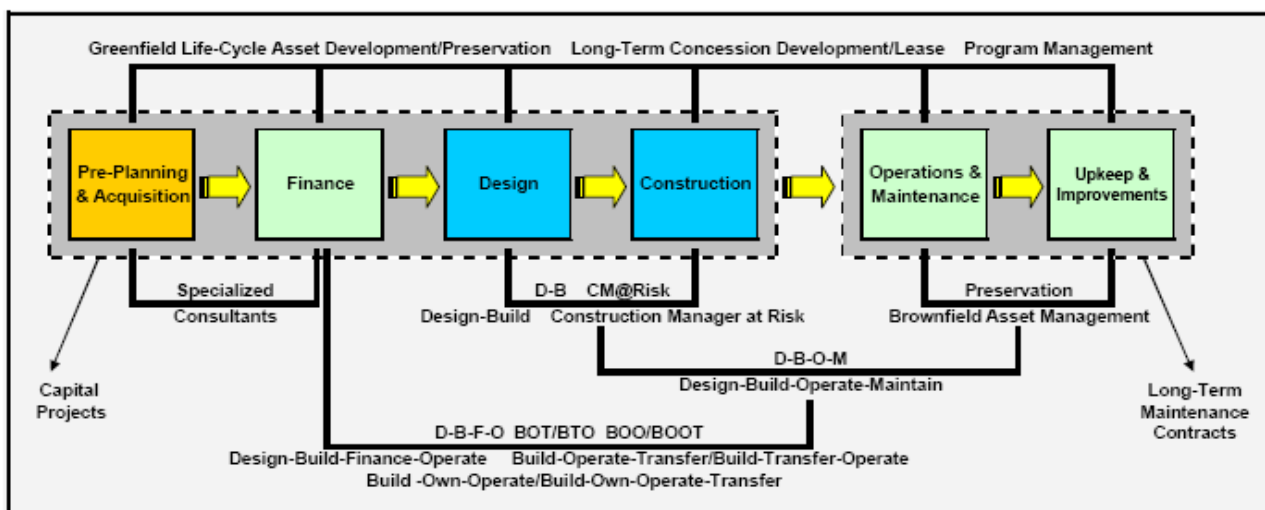 Greenfield Life-Cycle Asset Development/Preservation Long-Term Concession Development/Lease Program Management
Pre-Planning
& Acquisition
Finance
Design
Construction
Operations &
Maintenance
Upkeep &
Improvements
Specialized
Consultants
D-B CM@Risk
Design-Build Construction Manager at Risk
Preservation
Brownfield Asset Management
D-B-O-M
Design-Build-Operate-Maintain
Capital
Projects
Long-Term
Maintenance
Contracts
D-B-F-O BOT/BTO BOO/BOOT
Design-Build-Finance-Operate Build-Operate-Transfer/Build-Transfer-Operate
Build -Own-Operate/Build-Own-Operate-Transfer